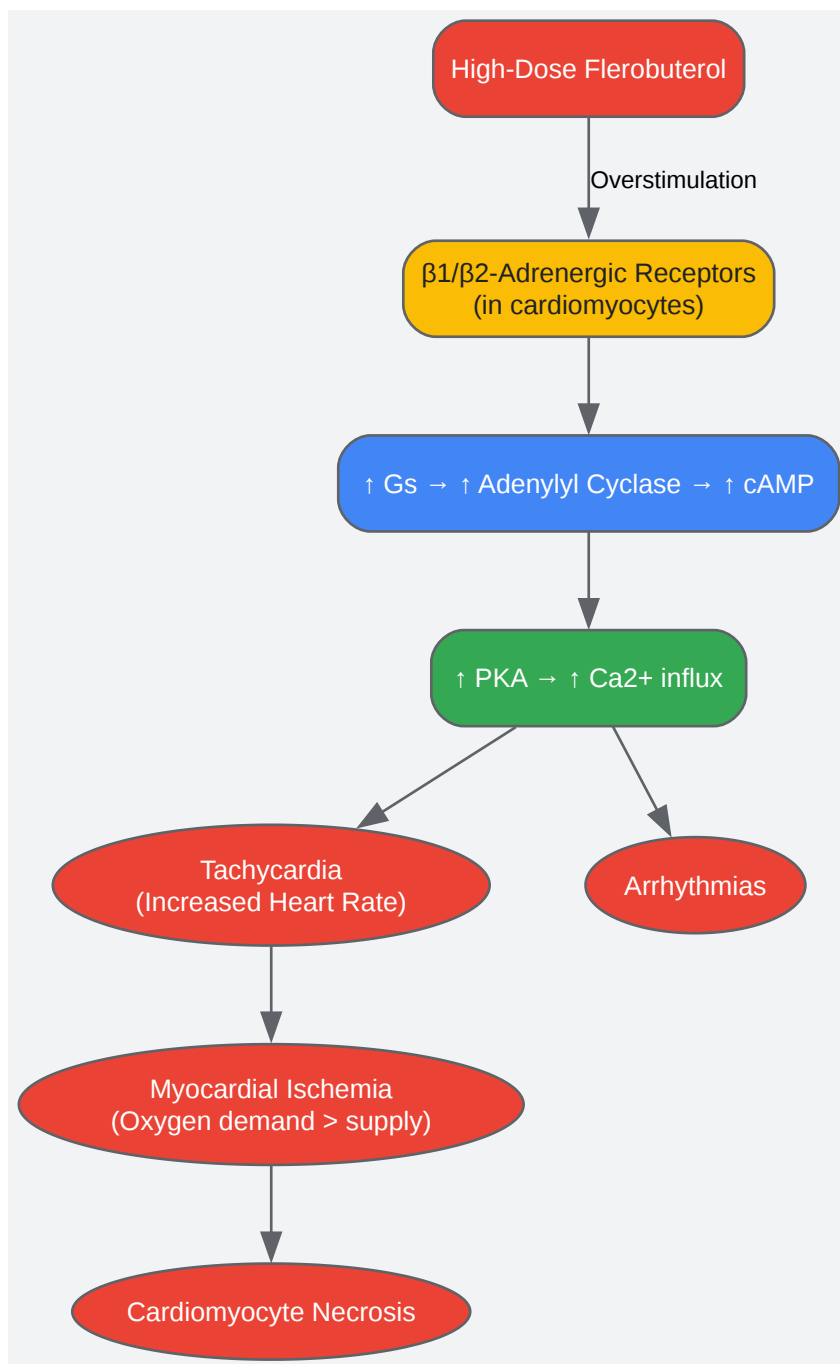 High-Dose Flerobuterol
Overstimulation
β1/β2-Adrenergic Receptors
(in cardiomyocytes)
↑ Gs → ↑ Adenylyl Cyclase → ↑ cAMP
↑ PKA → ↑ Ca2+ influx
Tachycardia
(Increased Heart Rate)
Arrhythmias
Myocardial Ischemia
(Oxygen demand > supply)
Cardiomyocyte Necrosis